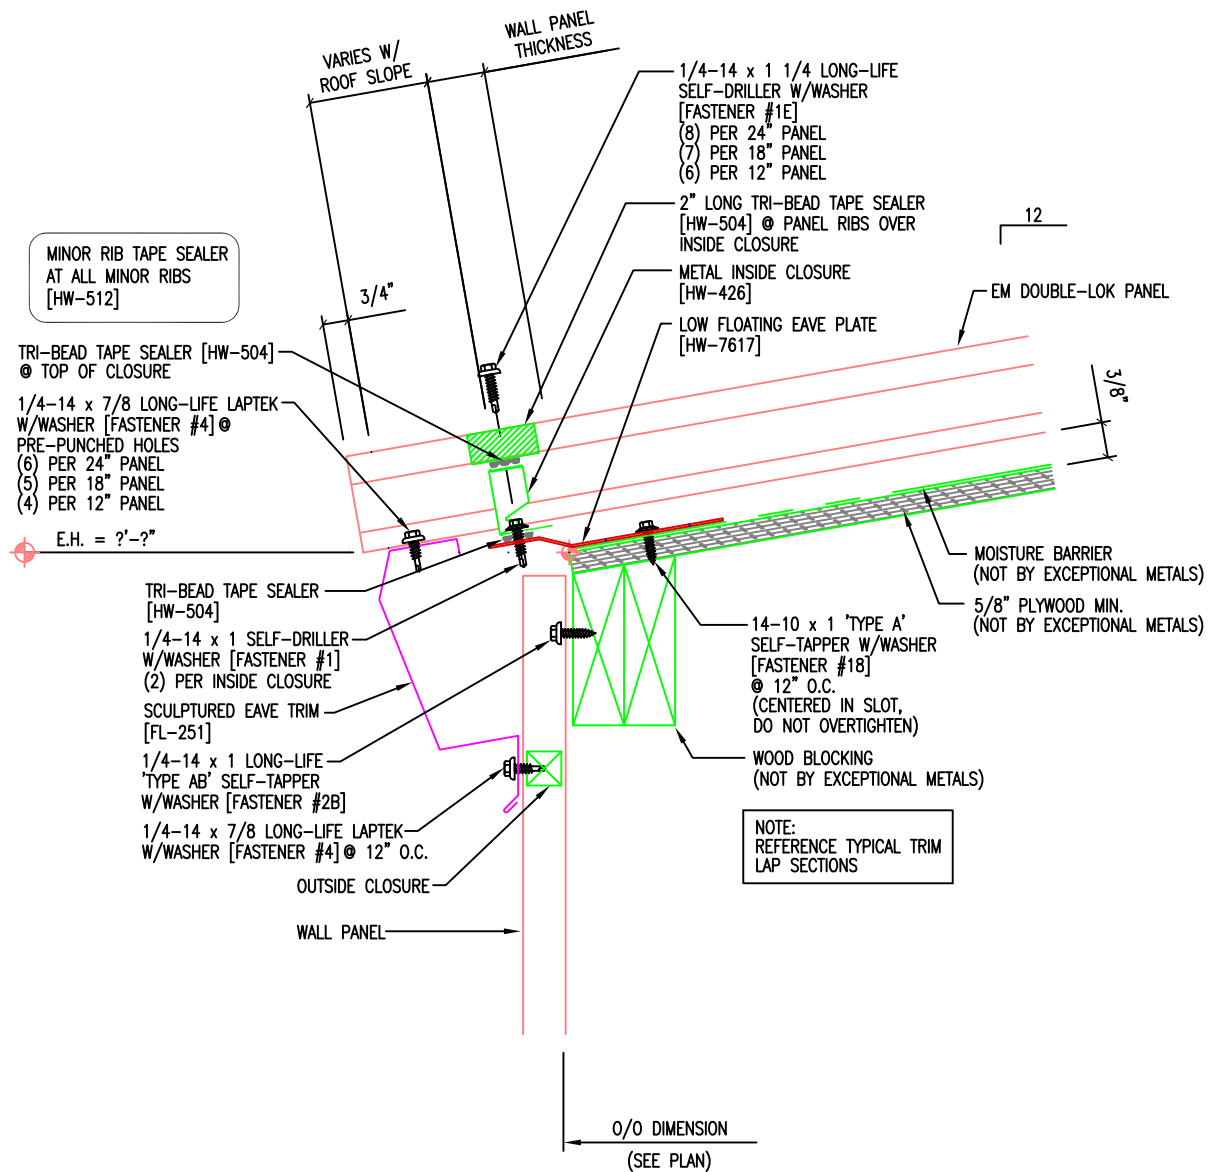 VARIES W/
ROOF SLOPE
WALL PANEL
THICKNESS
1/4-14 x 1 1/4 LONG-LIFE
SELF-DRILLER W/WASHER
[FASTENER #1E]
(8) PER 24" PANEL
(7) PER 18" PANEL
(6) PER 12" PANEL
2" LONG TRI-BEAD TAPE SEALER
[HW-504] @ PANEL RIBS OVER
INSIDE CLOSURE
METAL INSIDE CLOSURE
[HW-426]
LOW FLOATING EAVE PLATE
[HW-7617]
12
EM DOUBLE-LOK PANEL
3/8"
MINOR RIB TAPE SEALER
AT ALL MINOR RIBS
[HW-512]
3/4"
TRI-BEAD TAPE SEALER [HW-504]
@ TOP OF CLOSURE
1/4-14 x 7/8 LONG-LIFE LAPTEK
W/WASHER [FASTENER #4] @
PRE-PUNCHED HOLES
(6) PER 24" PANEL
(5) PER 18" PANEL
(4) PER 12" PANEL
E.H. = ?'-?"
TRI-BEAD TAPE SEALER
[HW-504]
1/4-14 x 1 SELF-DRILLER
W/WASHER [FASTENER #1]
(2) PER INSIDE CLOSURE
SCULPTURED EAVE TRIM
[FL-251]
1/4-14 x 1 LONG-LIFE
'TYPE AB' SELF-TAPPER
W/WASHER [FASTENER #2B]
1/4-14 x 7/8 LONG-LIFE LAPTEK
W/WASHER [FASTENER #4] @ 12" O.C.
OUTSIDE CLOSURE
WALL PANEL
MOISTURE BARRIER
(NOT BY EXCEPTIONAL METALS)
5/8" PLYWOOD MIN.
(NOT BY EXCEPTIONAL METALS)
14-10 x 1 'TYPE A'
SELF-TAPPER W/WASHER
[FASTENER #18]
@ 12" O.C.
(CENTERED IN SLOT,
DO NOT OVERTIGHTEN)
WOOD BLOCKING
(NOT BY EXCEPTIONAL METALS)
NOTE:
REFERENCE TYPICAL TRIM
LAP SECTIONS
O/O DIMENSION
(SEE PLAN)